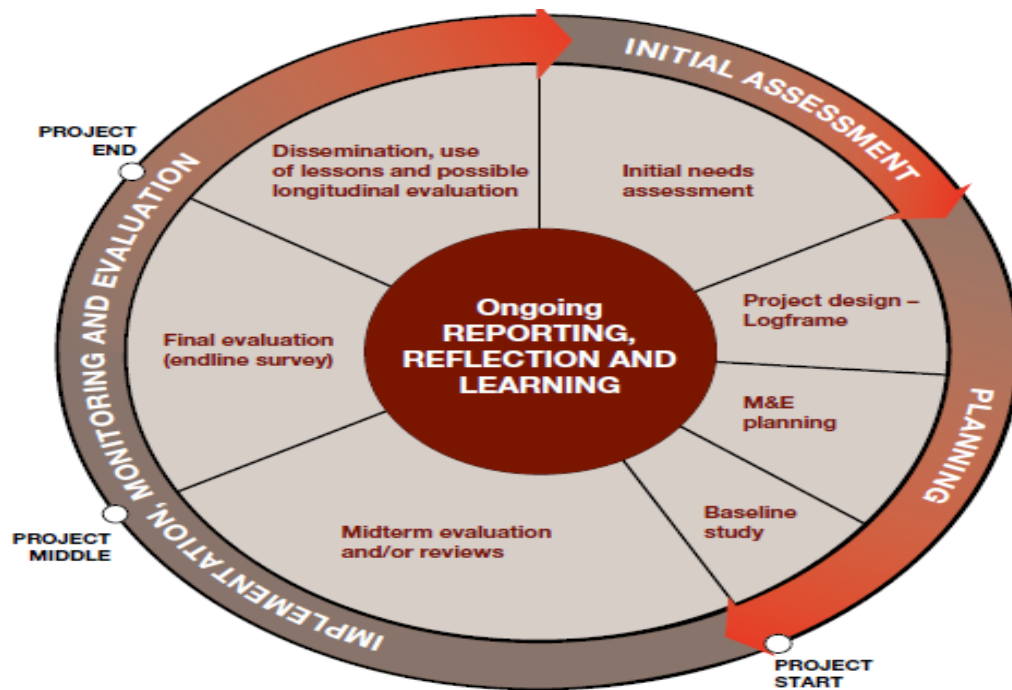 INITIAL ASSESSMENT
Initial needs
assessment
PLANNING
Project design –
Logframe
M&E
planning
Baseline
study
PROJECT
START
IMPLEMENTATION, MONITORING AND EVALUATION
Midterm evaluation
and/or reviews
PROJECT
MIDDLE
Final evaluation
(endline survey)
PROJECT
END
Dissemination, use
of lessons and possible
longitudinal evaluation
Ongoing
REPORTING,
REFLECTION AND
LEARNING